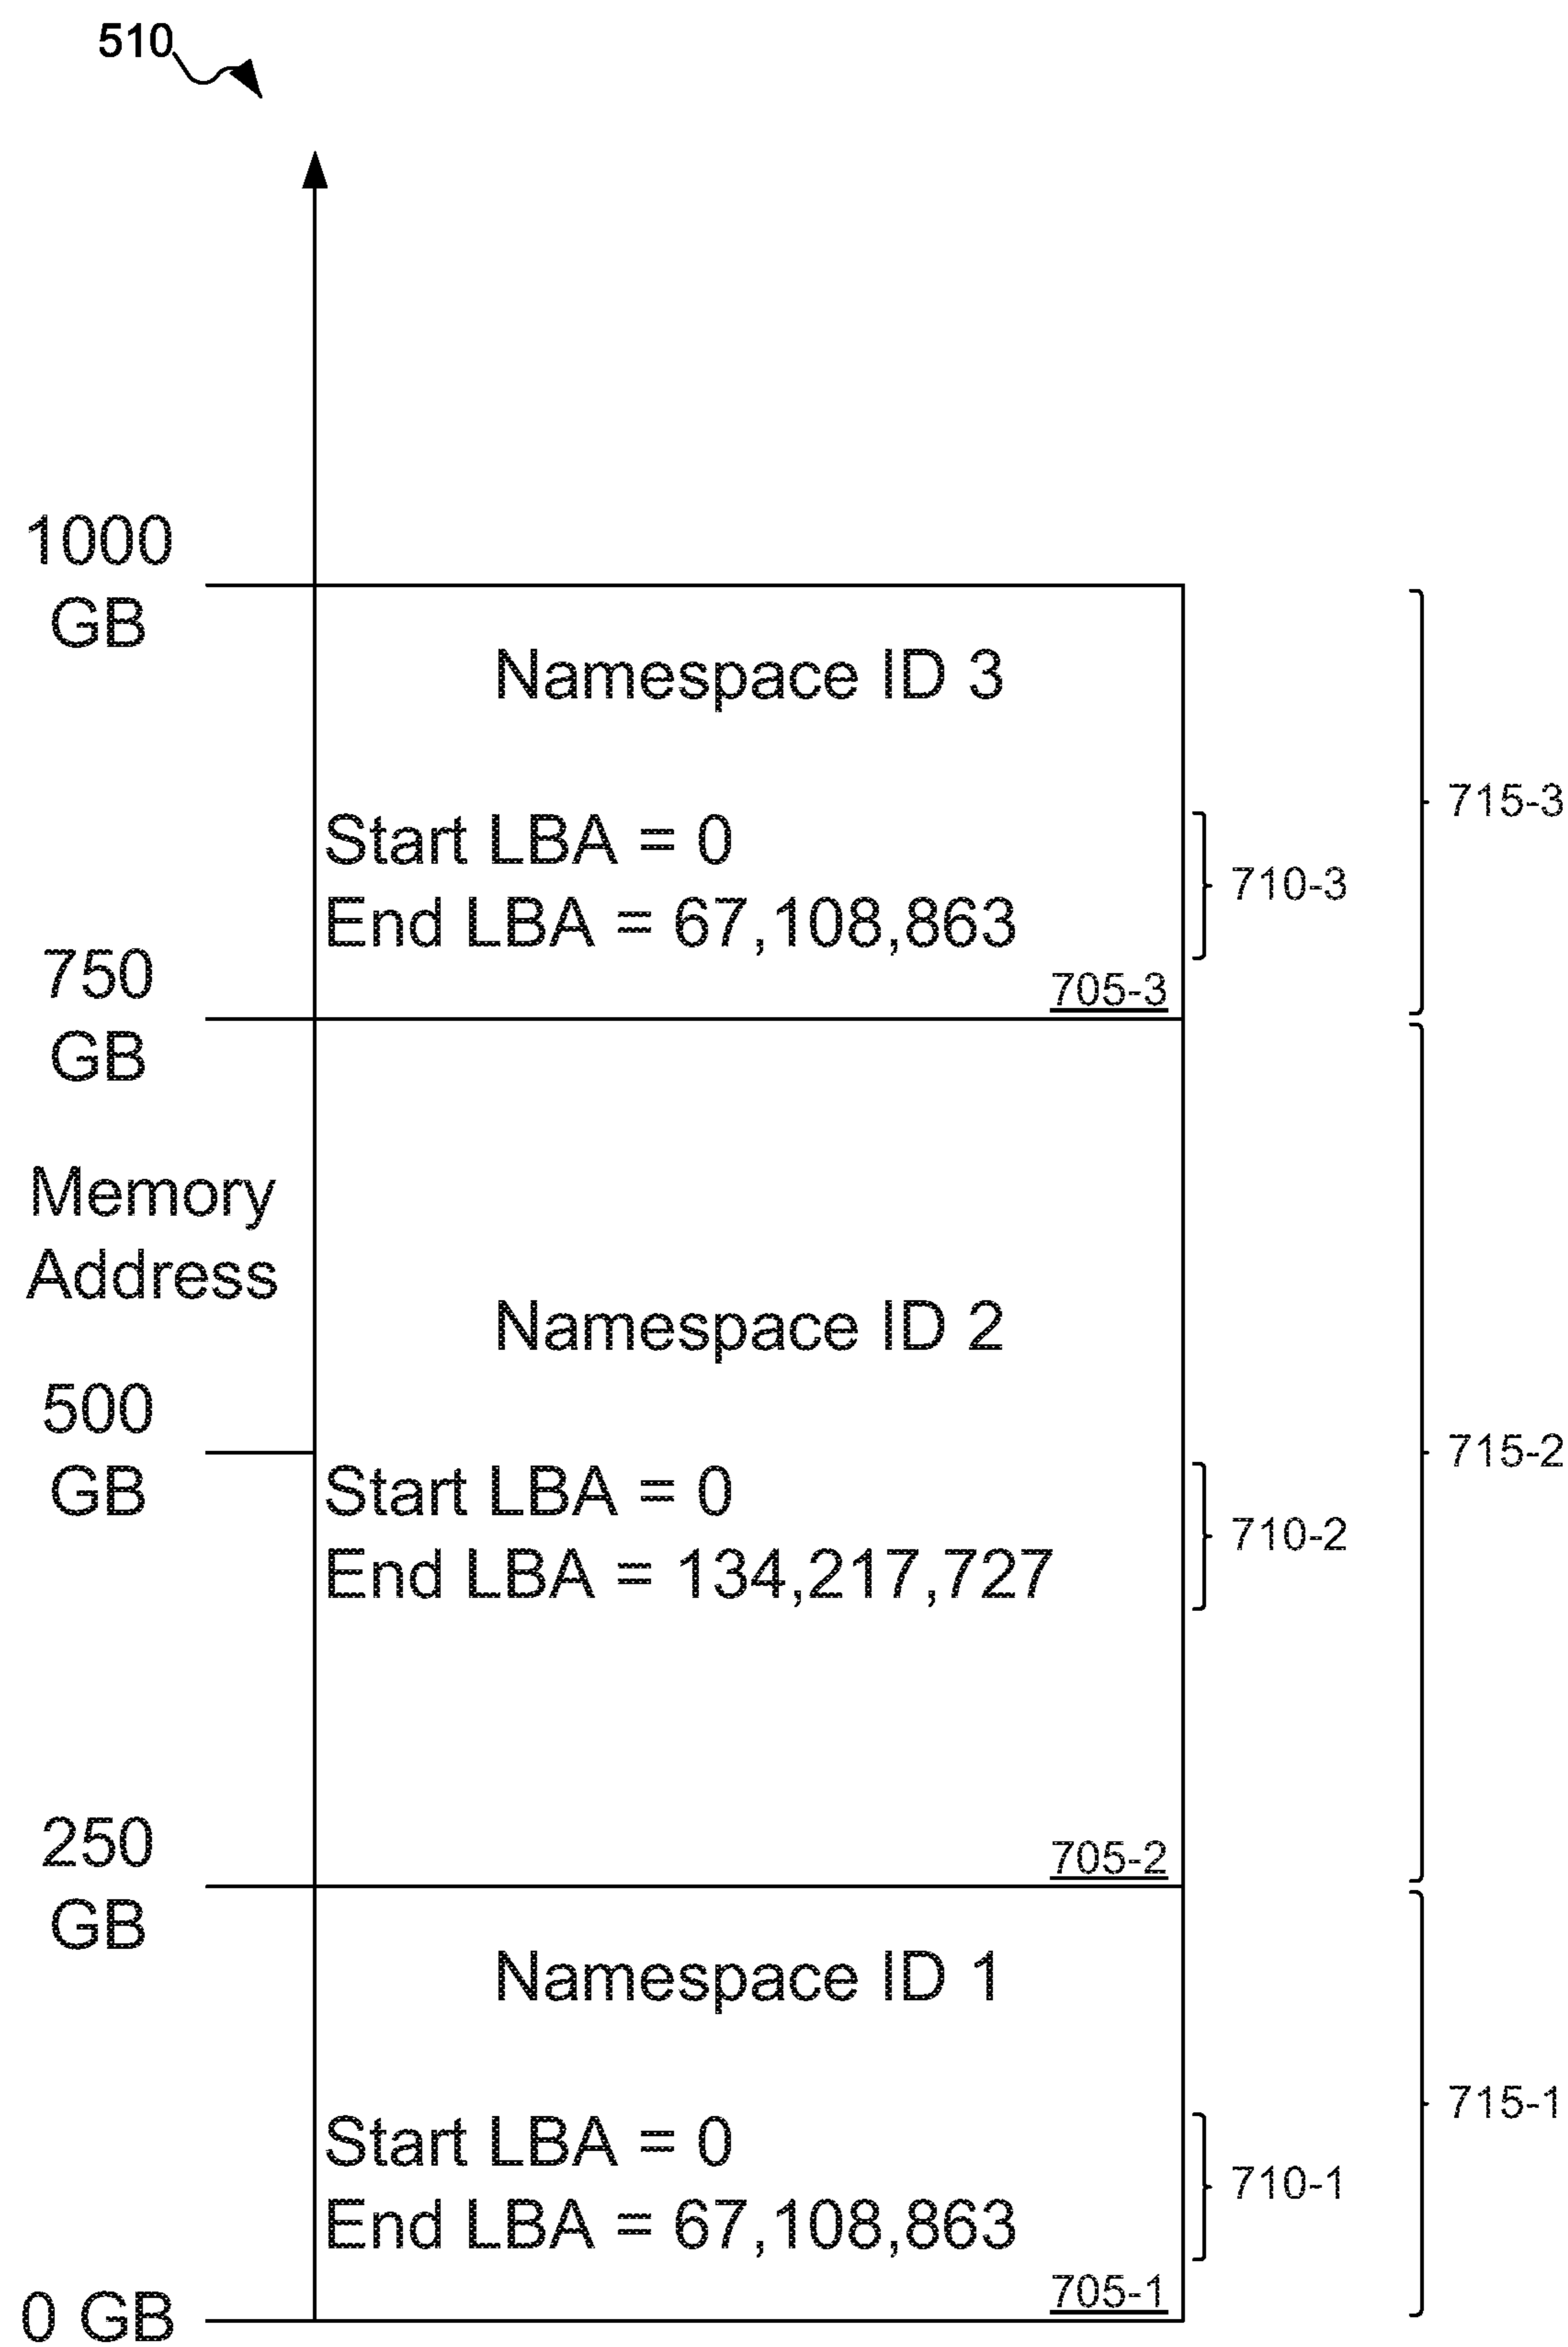 510
1000
GB
Namespace ID 3
Start LBA = 0
End LBA = 67,108,863
710-3
715-3
705-3
750
GB
Memory
Address
Namespace ID 2
500
GB
Start LBA = 0
End LBA = 134,217,727
710-2
715-2
705-2
250
GB
Namespace ID 1
Start LBA = 0
End LBA = 67,108,863
710-1
715-1
705-1
0 GB